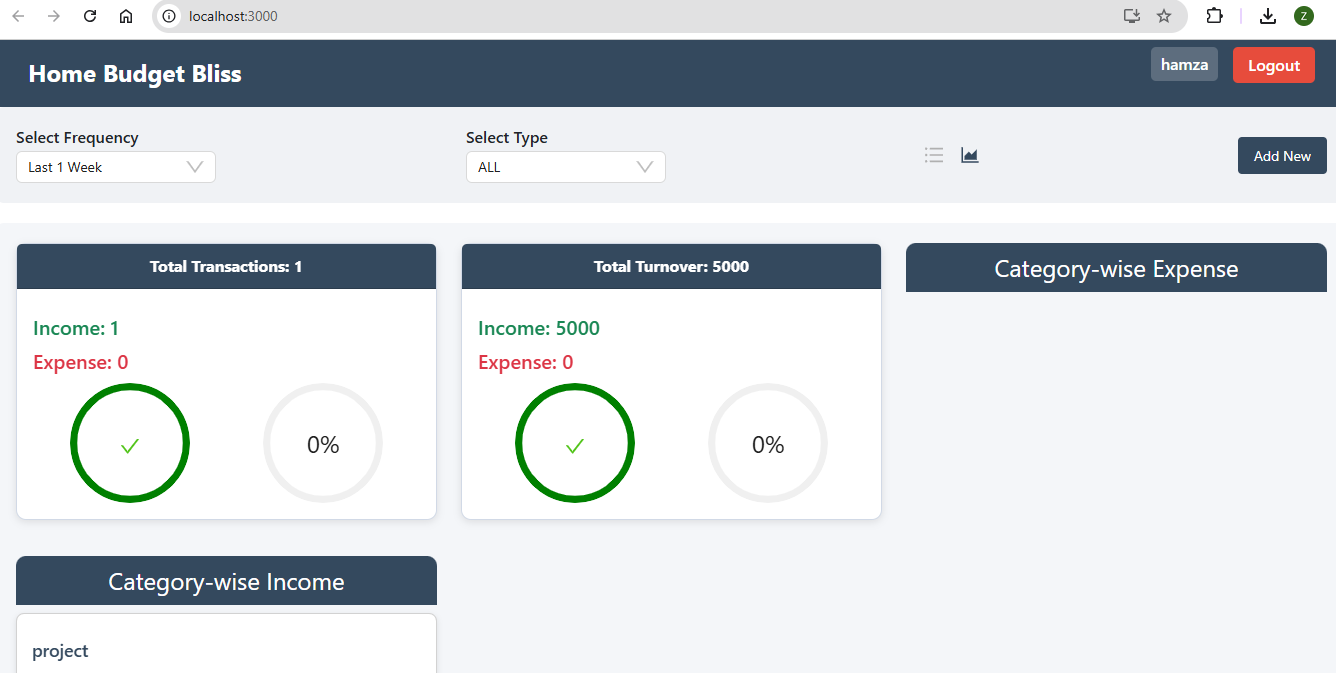 localhost:3000
Z
Home Budget Bliss
hamza
Logout
Select Frequency
Last 1 Week
Select Type
ALL
Add New
Total Transactions: 1
Income: 1
Expense: 0
0%
Total Turnover: 5000
Income: 5000
Expense: 0
0%
Category-wise Expense
Category-wise Income
project